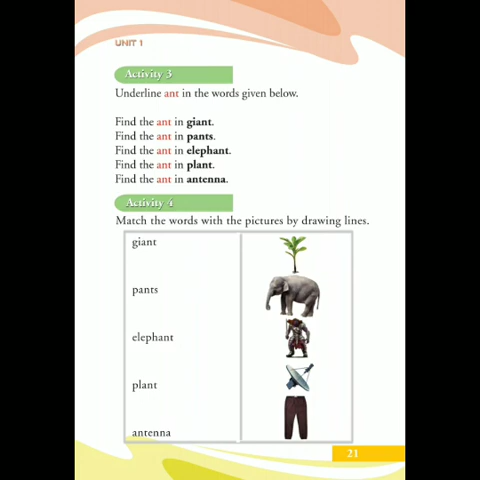 UNIT 1
Activity 3
Underline ant in the words given below.
Find the ant in giant.
Find the ant in pants.
Find the ant in elephant.
Find the ant in plant.
Find the ant in antenna.
Activity 4
Match the words with the pictures by drawing lines.
giant
pants
elephant
plant
antenna
21